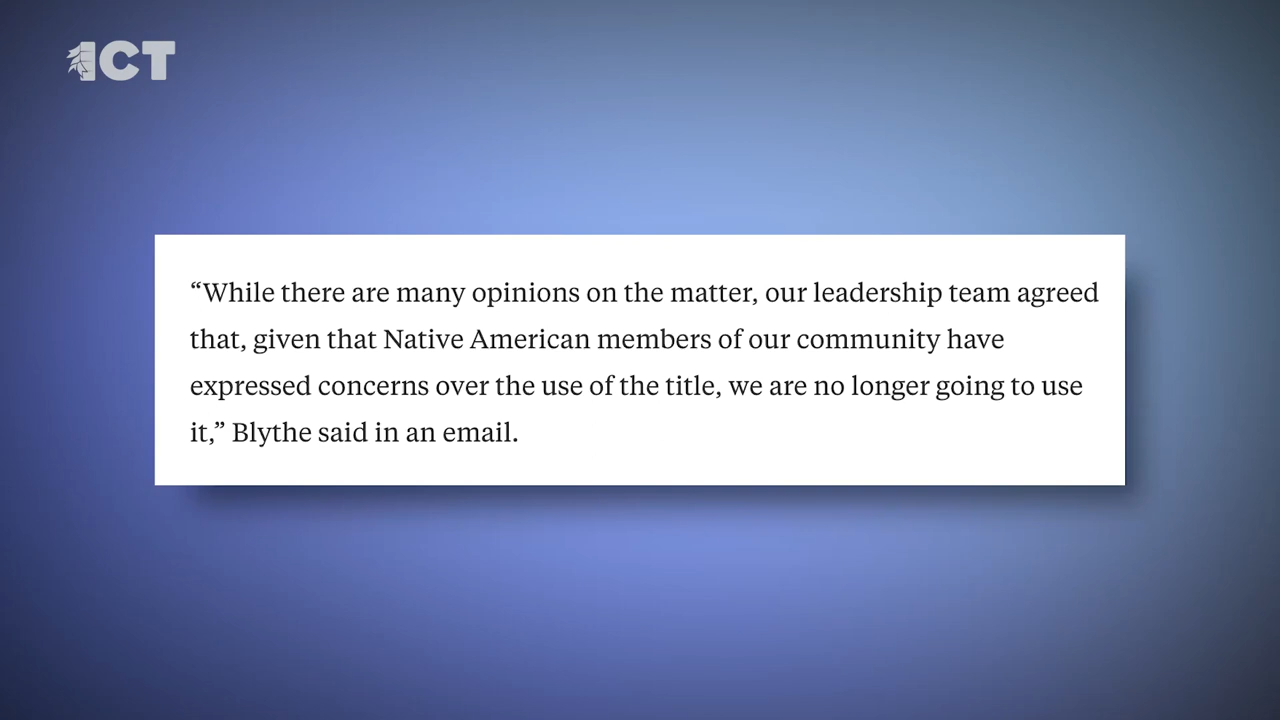 ICT
“While there are many opinions on the matter, our leadership team agreed
that, given that Native American members of our community have
expressed concerns over the use of the title, we are no longer going to use
it,” Blythe said in an email.